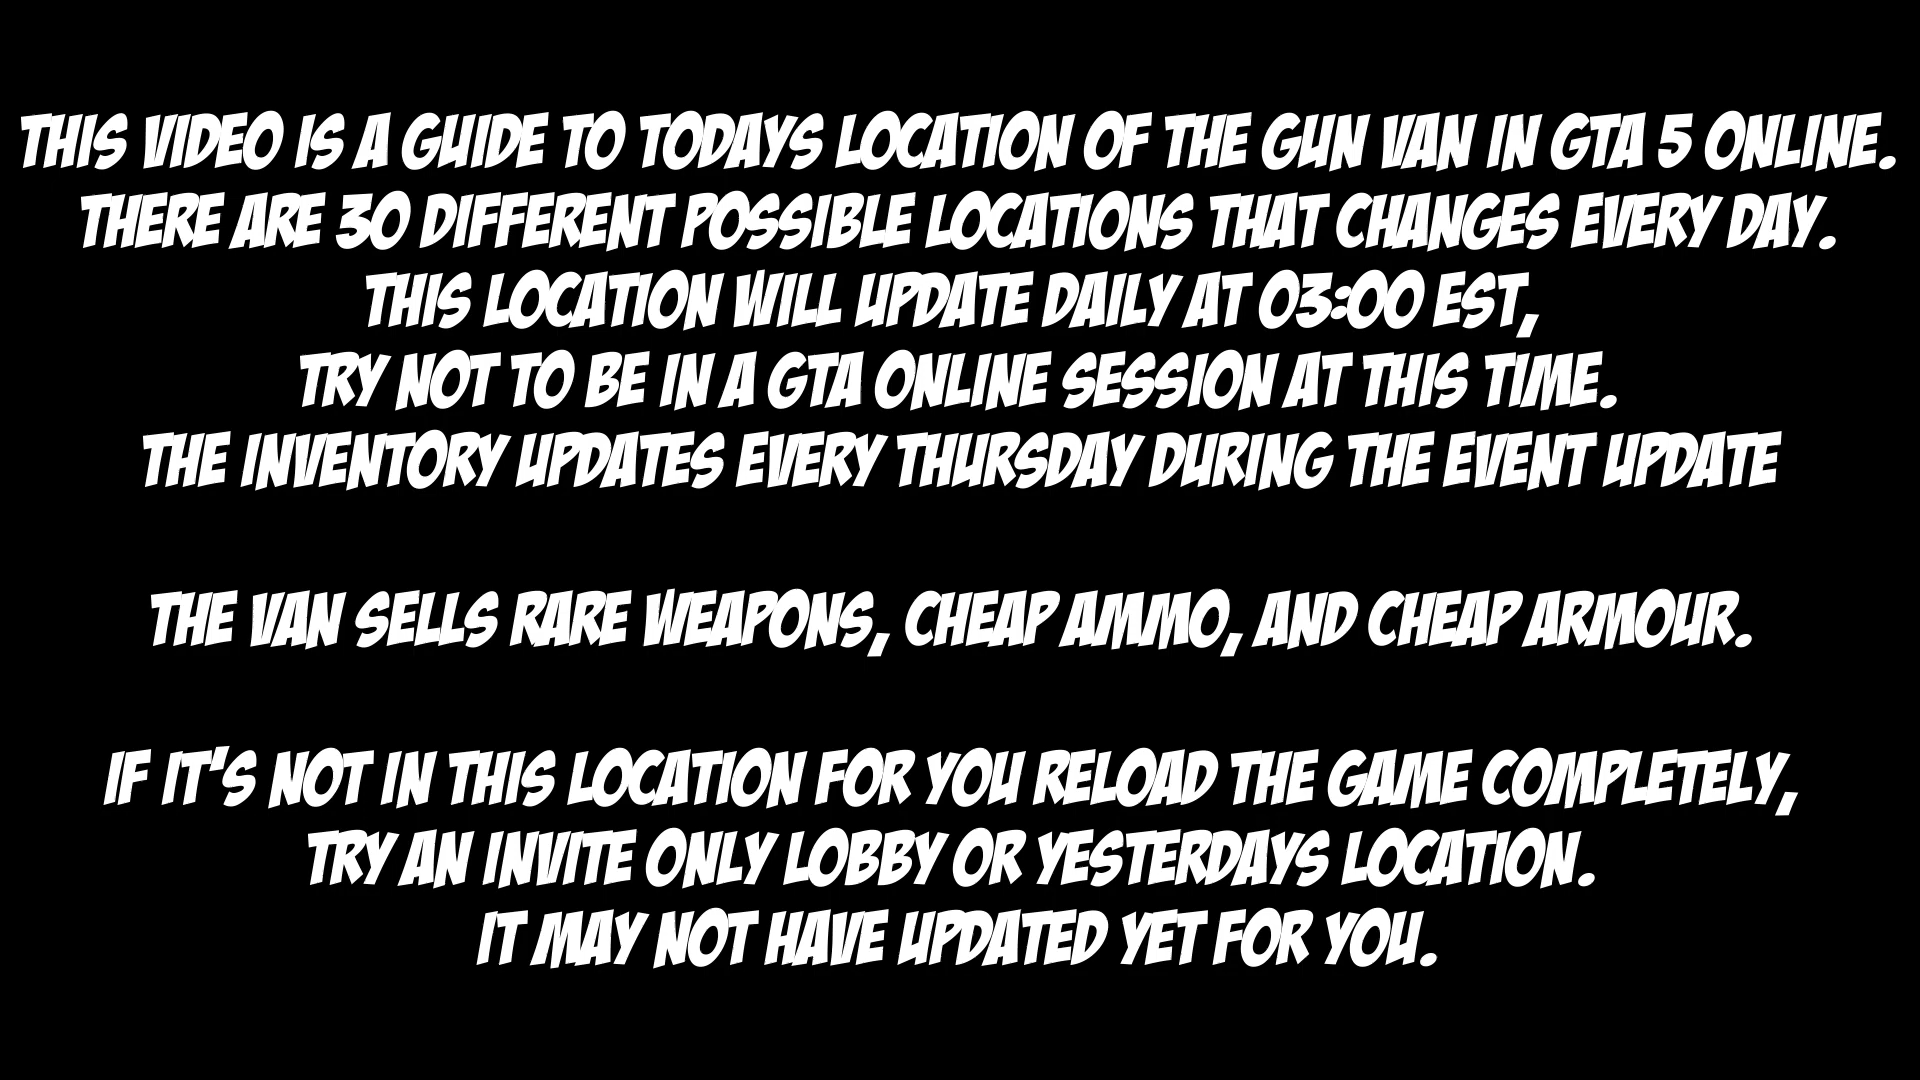 THIS VIDEO IS A GUIDE TO TODAYS LOCATION OF THE GUN VAN IN GTA 5 ONLINE.
THERE ARE 30 DIFFERENT POSSIBLE LOCATIONS THAT CHANGES EVERY DAY.
THIS LOCATION WILL UPDATE DAILY AT 03:00 EST,
TRY NOT TO BE IN A GTA ONLINE SESSION AT THIS TIME.
THE INVENTORY UPDATES EVERY THURSDAY DURING THE EVENT UPDATE
THE VAN SELLS RARE WEAPONS, CHEAP AMMO, AND CHEAP ARMOUR.
IF IT'S NOT IN THIS LOCATION FOR YOU RELOAD THE GAME COMPLETELY,
TRY AN INVITE ONLY LOBBY OR YESTERDAYS LOCATION.
IT MAY NOT HAVE UPDATED YET FOR YOU.